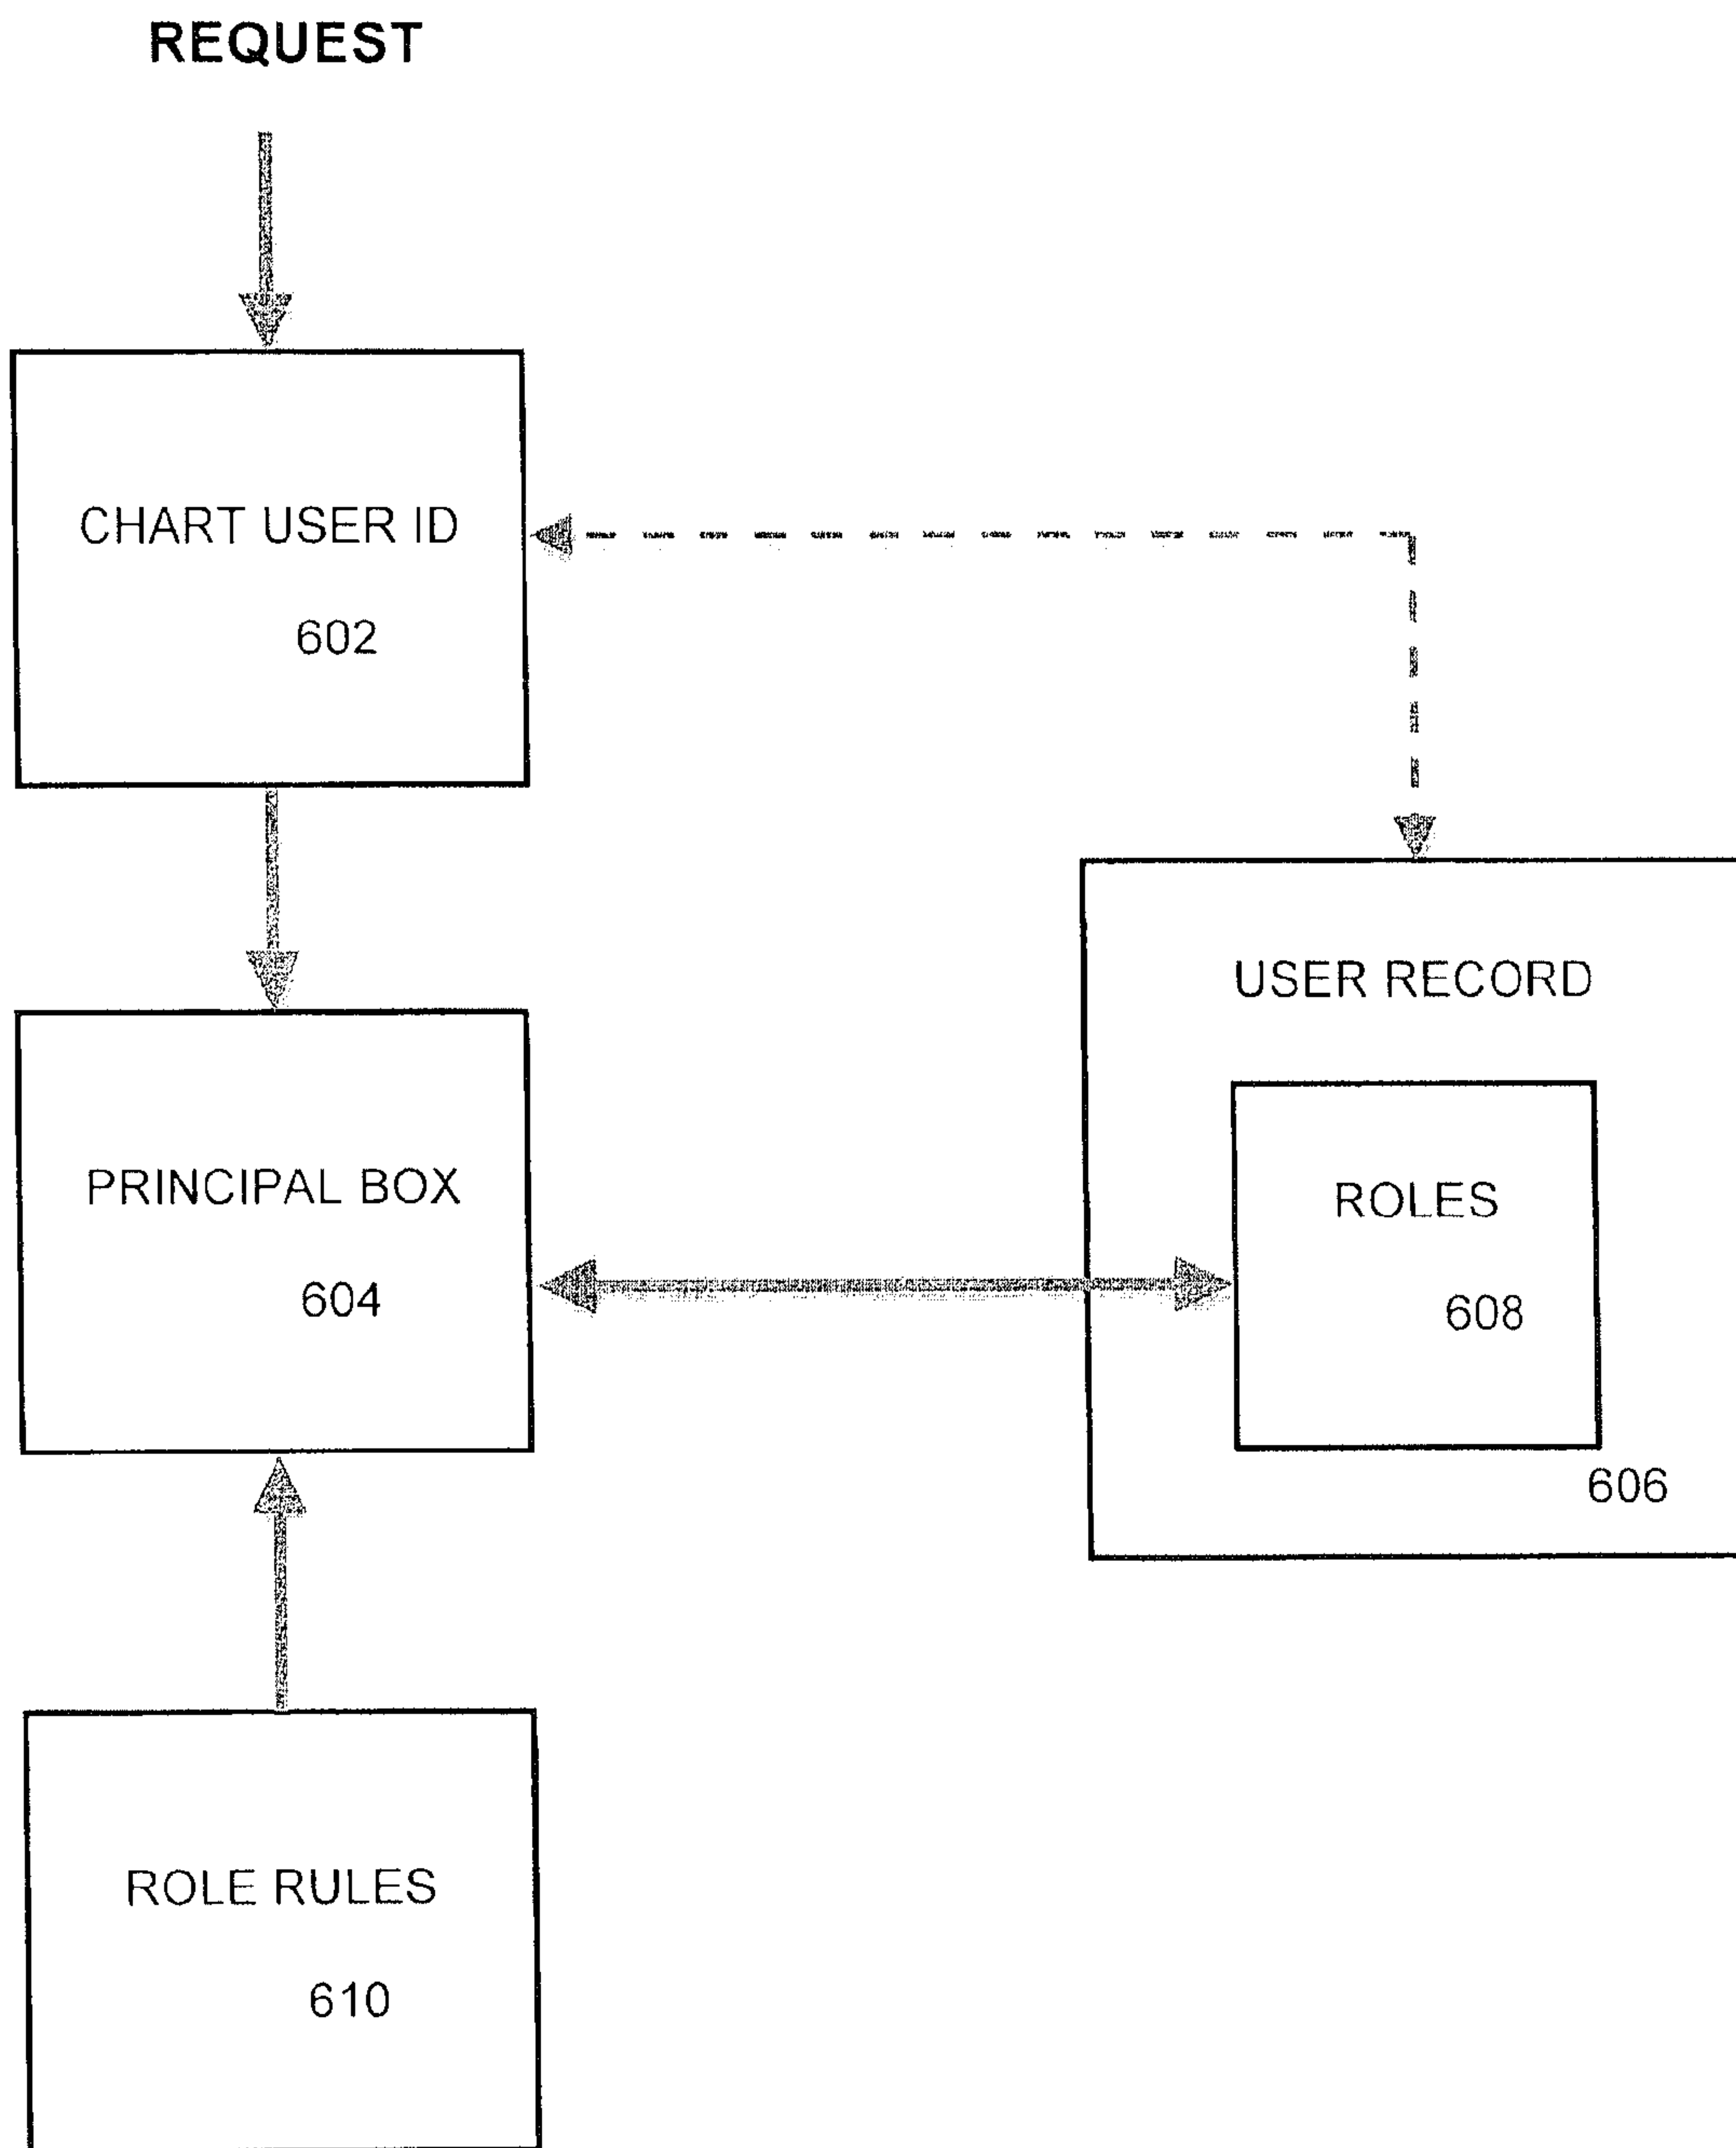 REQUEST
CHART USER ID
602
USER RECORD
PRINCIPAL BOX
604
ROLES
608
606
ROLE RULES
610